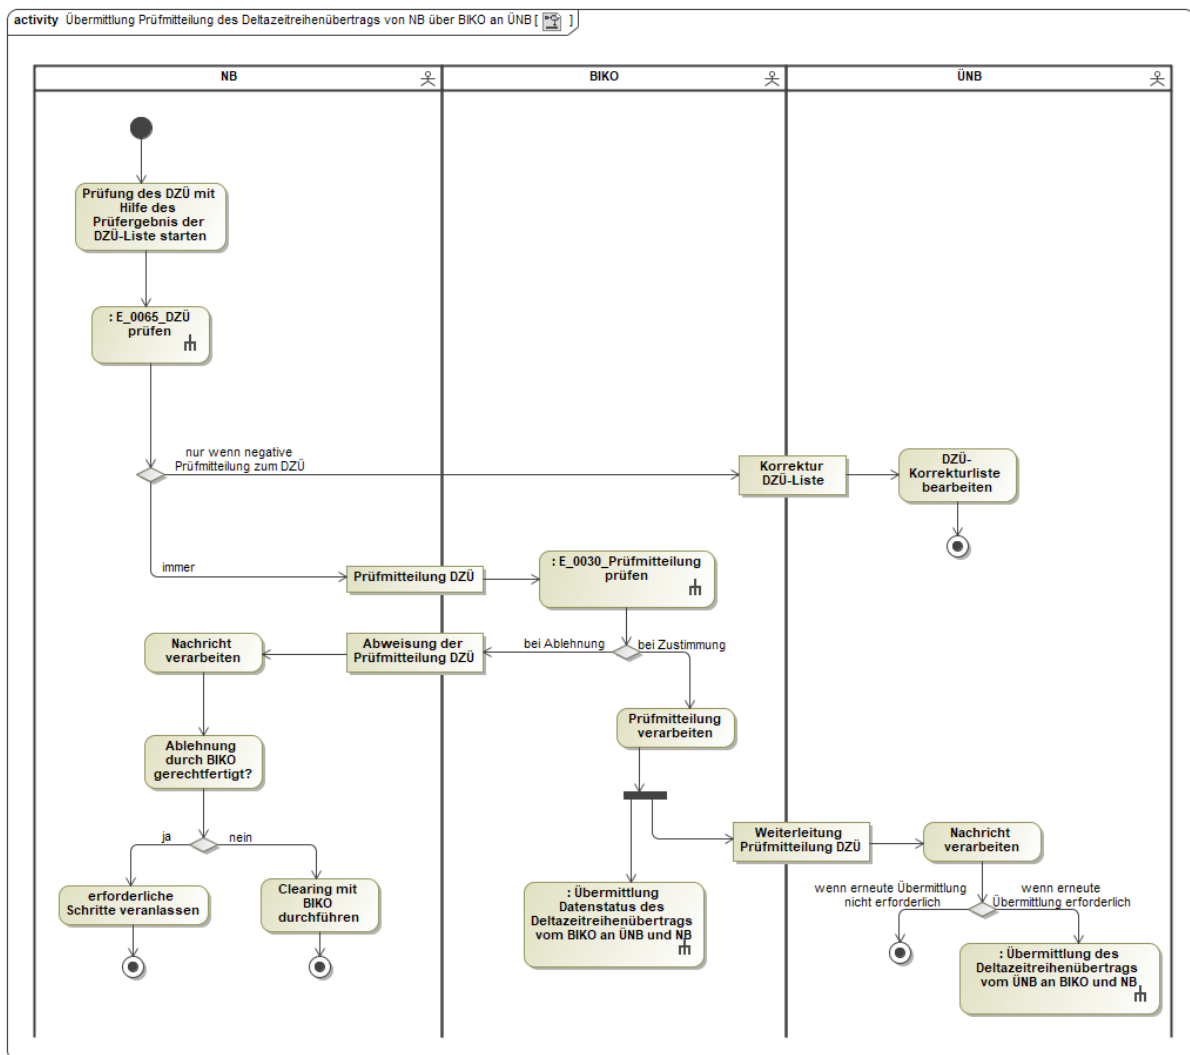 activity Übermittlung Prüfmitteilung des Deltazeitreihenübertrags von NB über BIKO an ÜNB [ ]
NB
BIKO
ÜNB
Prüfung des DZÜ mit
Hilfe des
Prüfergebnis der
DZÜ-Liste starten
: E_0065_DZÜ
prüfen
nur wenn negative
Prüfmitteilung zum DZÜ
Korrektur
DZÜ-Liste
DZÜ-
Korrekturliste
bearbeiten
immer
Prüfmitteilung DZÜ
: E_0030_Prüfmitteilung
prüfen
Nachricht
verarbeiten
Abweisung der
Prüfmitteilung DZÜ
bei Ablehnung
bei Zustimmung
Prüfmitteilung
verarbeiten
Ablehnung
durch BIKO
gerechtfertigt?
ja
nein
erforderliche
Schritte veranlassen
Clearing mit
BIKO
durchführen
Weiterleitung
Prüfmitteilung DZÜ
Nachricht
verarbeiten
: Übermittlung
Datenstatus des
Deltazeitreihenübertrags
vom BIKO an ÜNB und NB
wenn erneute Übermittlung
nicht erforderlich
wenn erneute
Übermittlung erforderlich
: Übermittlung des
Deltazeitreihenübertrags
vom ÜNB an BIKO und NB